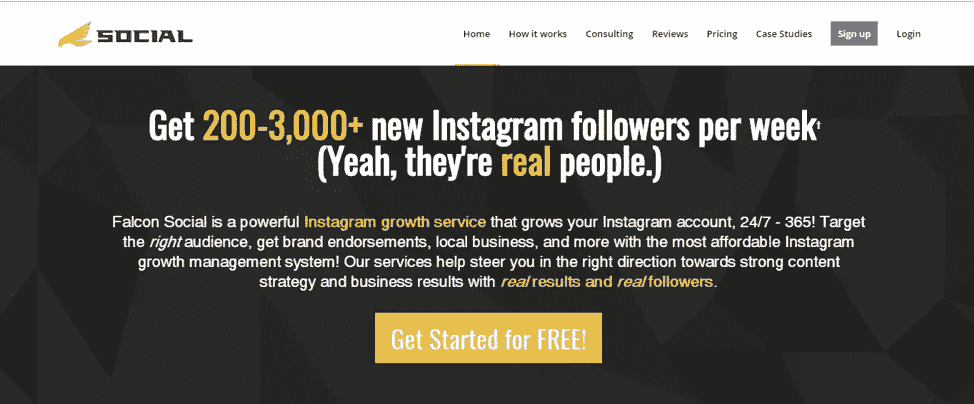 SOCIAL
Home How it works Consulting Reviews Pricing Case Studies Sign up Login
Get 200-3,000+ new Instagram followers per week†
(Yeah, they're real people.)
Falcon Social is a powerful Instagram growth service that grows your Instagram account, 24/7 - 365! Target
the right audience, get brand endorsements, local business, and more with the most affordable Instagram
growth management system! Our services help steer you in the right direction towards strong content
strategy and business results with real results and real followers.
Get Started for FREE!